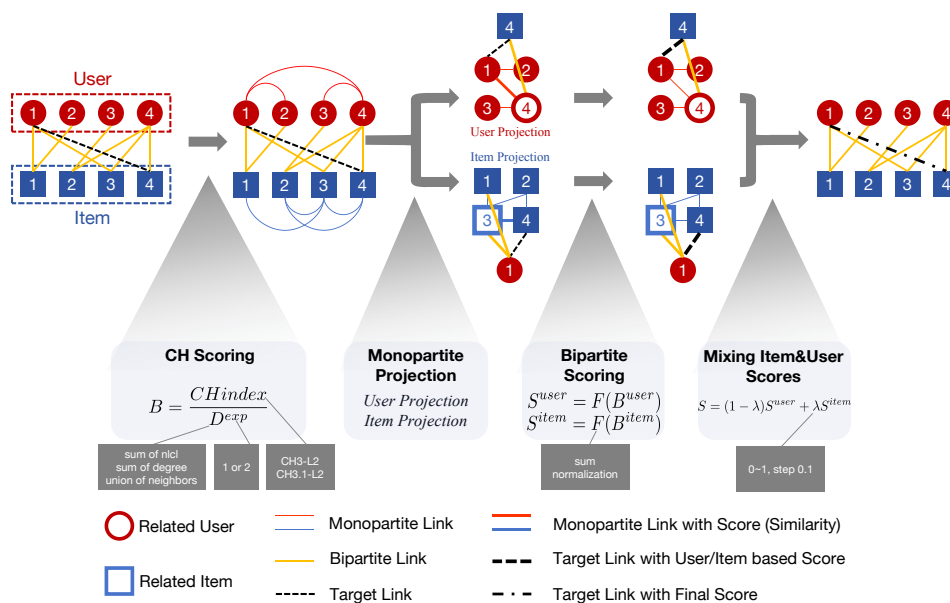 User
1 2 3 4
1 2 3 4
Item
1 2 3 4
1 2 3 4
4
1 2
3 4
User Projection
Item Projection
1 2
3 4
1
4
1 2
3 4
1 2
3 4
1
1 2 3 4
1 2 3 4
CH Scoring
B = CHindex / D^exp
sum of nlcl
sum of degree
union of neighbors
1 or 2
CH3-L2
CH3.1-L2
Monopartite
Projection
User Projection
Item Projection
Bipartite
Scoring
S^user = F(B^user)
S^item = F(B^item)
sum
normalization
Mixing Item&User
Scores
S = (1 − λ)S^user + λS^item
0~1, step 0.1
Related User
Related Item
Monopartite Link
Bipartite Link
Target Link
Monopartite Link with Score (Similarity)
Target Link with User/Item based Score
Target Link with Final Score